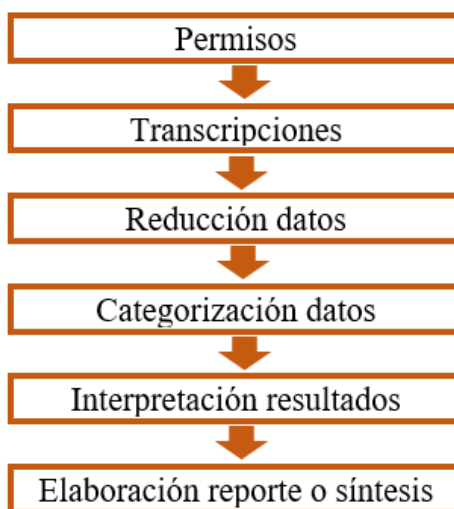 Permisos
Transcripciones
Reducción datos
Categorización datos
Interpretación resultados
Elaboración reporte o síntesis